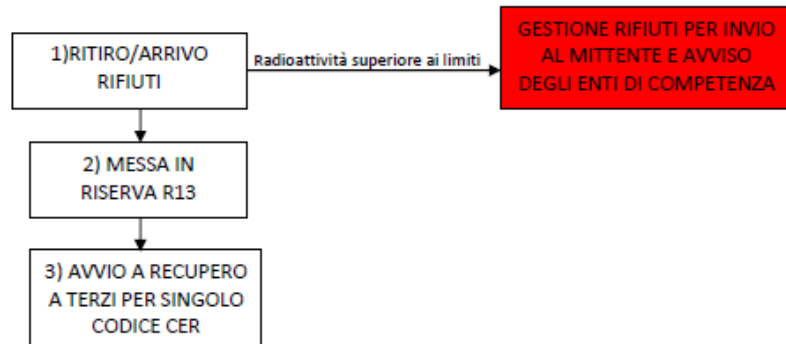 1)RITIRO/ARRIVO
RIFIUTI
Radioattività superiore ai limiti
GESTIONE RIFIUTI PER INVIO
AL MITTENTE E AVVISO
DEGLI ENTI DI COMPETENZA
2) MESSA IN
RISERVA R13
3) AVVIO A RECUPERO
A TERZI PER SINGOLO
CODICE CER